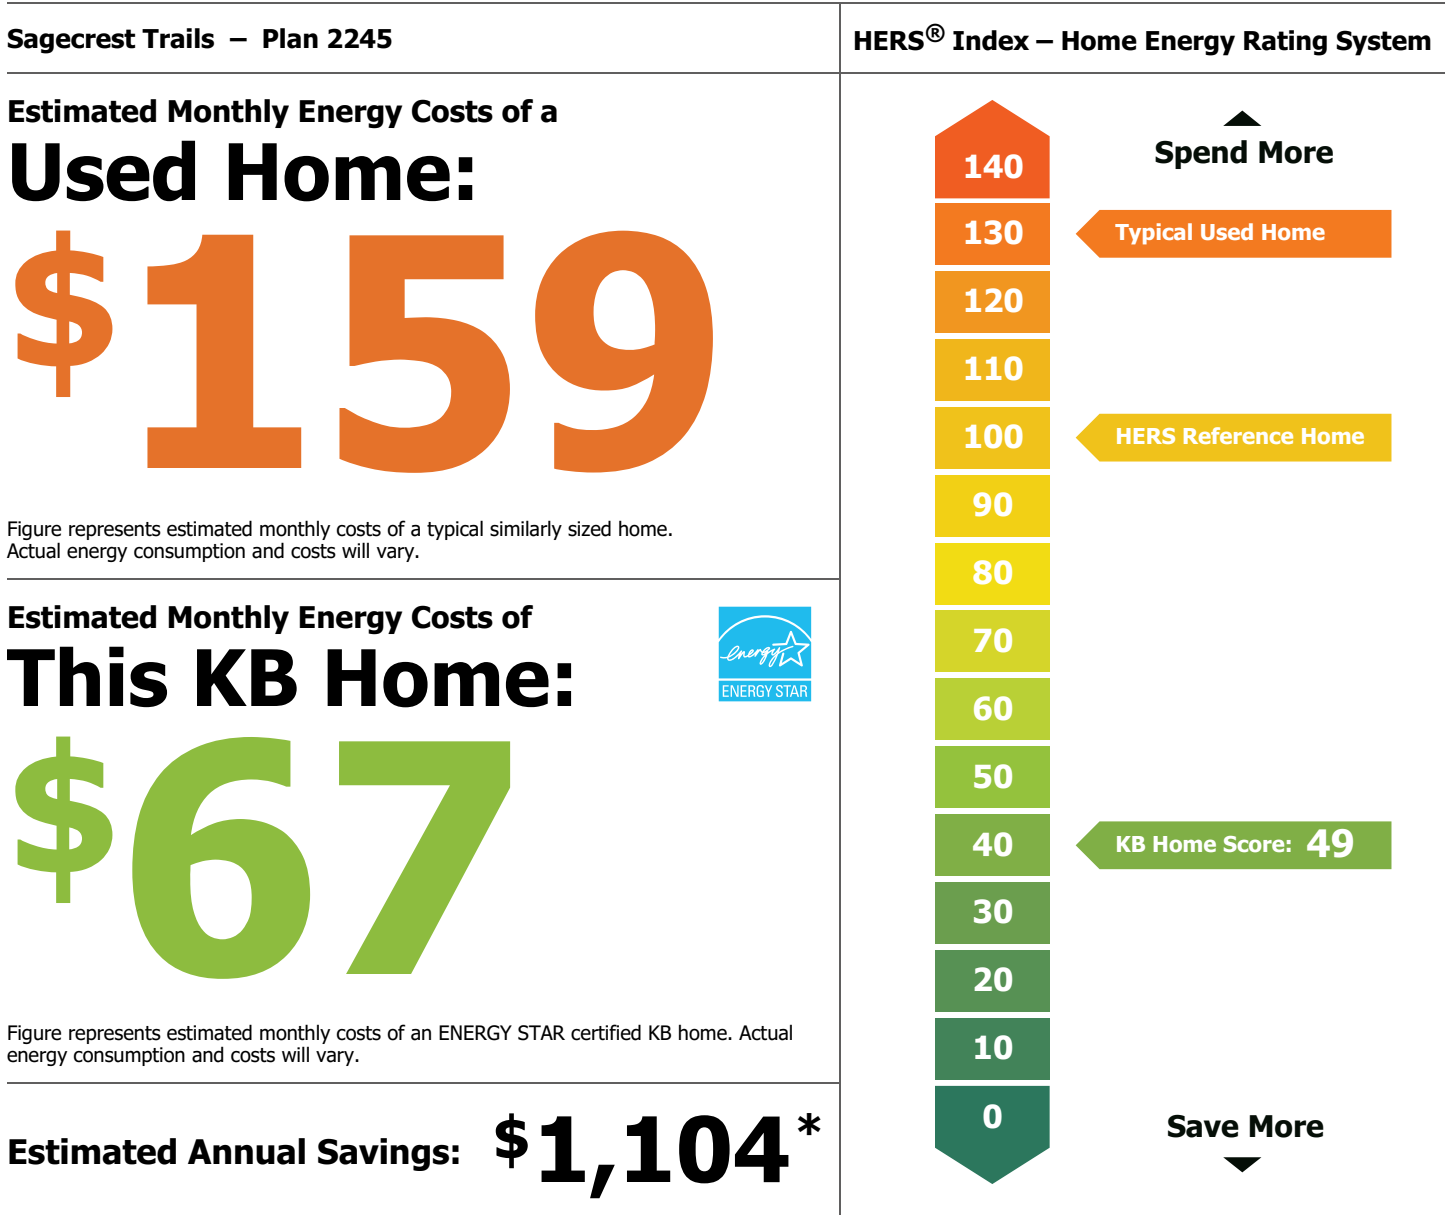 Sagecrest Trails – Plan 2245
Estimated Monthly Energy Costs of a
Used Home:
$159
Figure represents estimated monthly costs of a typical similarly sized home.
Actual energy consumption and costs will vary.
Estimated Monthly Energy Costs of
This KB Home:
energy
ENERGY STAR
$67
Figure represents estimated monthly costs of an ENERGY STAR certified KB home. Actual
energy consumption and costs will vary.
Estimated Annual Savings: $1,104*
HERS® Index – Home Energy Rating System
Spend More
140
130 Typical Used Home
120
110
100 HERS Reference Home
90
80
70
60
50
40 KB Home Score: 49
30
20
10
0
Save More